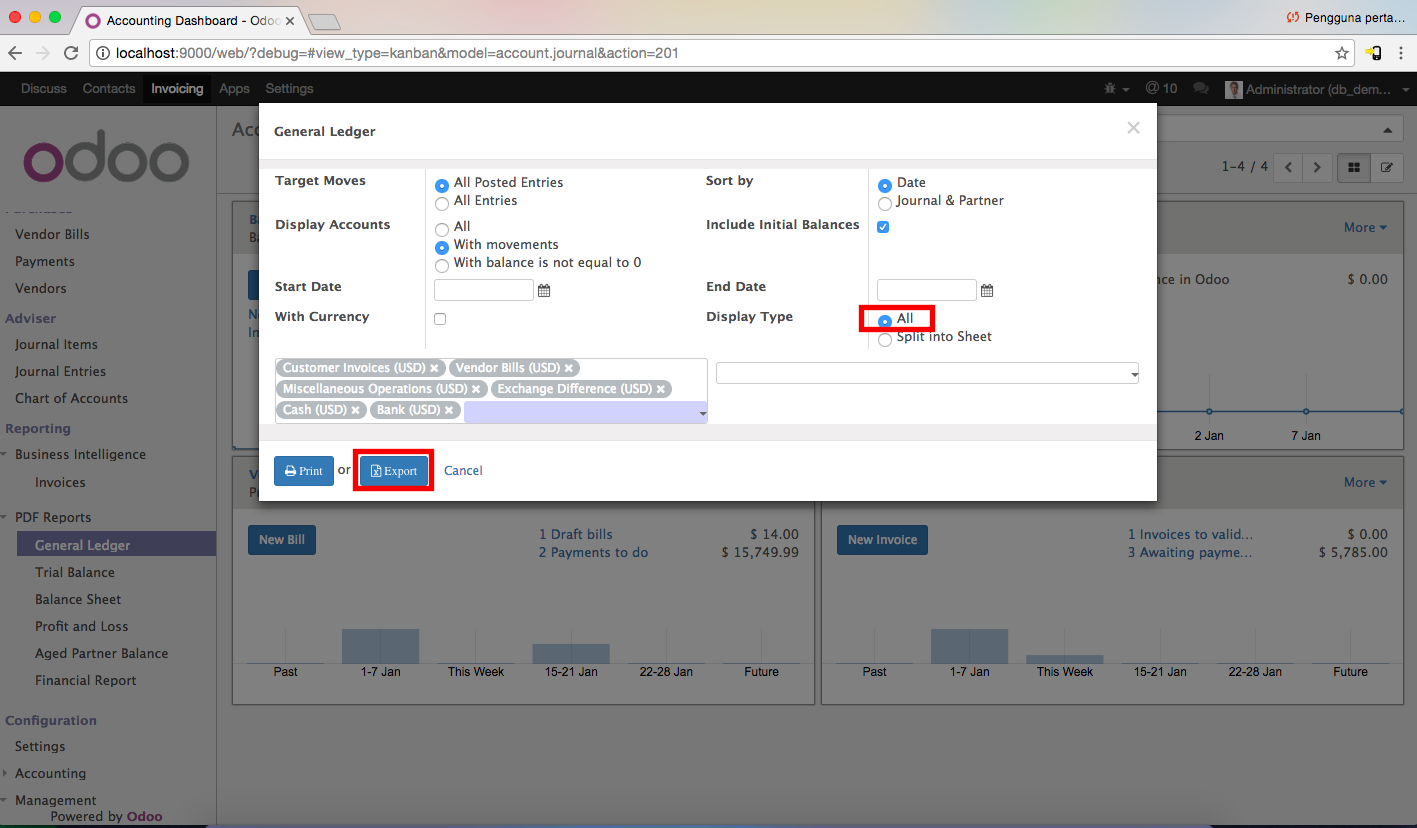 Accounting Dashboard - Odoo
Pengguna perta...
localhost:9000/web/?debug=#view_type=kanban&model=account.journal&action=201
Discuss Contacts Invoicing Apps Settings
@ 10
Administrator (db_dem...
odoo
Acc
General Ledger
1-4 / 4
Target Moves
All Posted Entries
All Entries
Sort by
Date
Journal & Partner
Display Accounts
All
With movements
With balance is not equal to 0
Include Initial Balances
Start Date
End Date
With Currency
Display Type
All
Split into Sheet
Customer Invoices (USD) Vendor Bills (USD)
Miscellaneous Operations (USD) Exchange Difference (USD)
Cash (USD) Bank (USD)
Print or Export Cancel
Vendor Bills
Payments
Vendors
Adviser
Journal Items
Journal Entries
Chart of Accounts
Reporting
Business Intelligence
Invoices
PDF Reports
General Ledger
Trial Balance
Balance Sheet
Profit and Loss
Aged Partner Balance
Financial Report
Configuration
Settings
Accounting
Management
Powered by Odoo
More
nce in Odoo $ 0.00
2 Jan 7 Jan
More
New Bill
1 Draft bills $ 14.00
2 Payments to do $ 15,749.99
Past 1-7 Jan This Week 15-21 Jan 22-28 Jan Future
New Invoice
1 Invoices to valid... $ 0.00
3 Awaiting payme... $ 5,785.00
Past 1-7 Jan This Week 15-21 Jan 22-28 Jan Future